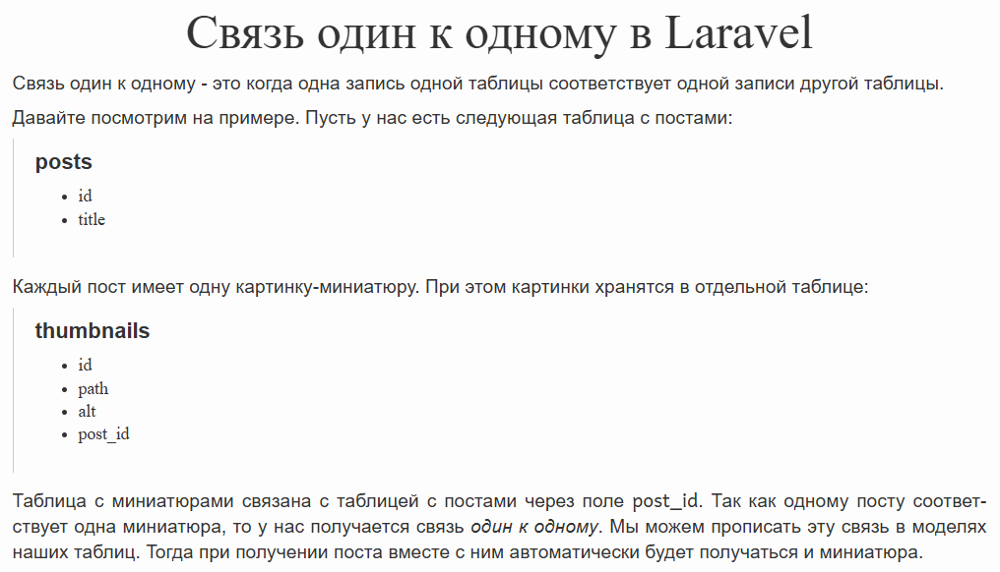 Связь один к одному в Laravel
Связь один к одному - это когда одна запись одной таблицы соответствует одной записи другой таблицы.
Давайте посмотрим на примере. Пусть у нас есть следующая таблица с постами:
posts
• id
• title
Каждый пост имеет одну картинку-миниатюру. При этом картинки хранятся в отдельной таблице:
thumbnails
• id
• path
• alt
• post_id
Таблица с миниатюрами связана с таблицей с постами через поле post_id. Так как одному посту соответ-
ствует одна миниатюра, то у нас получается связь один к одному. Мы можем прописать эту связь в моделях
наших таблиц. Тогда при получении поста вместе с ним автоматически будет получаться и миниатюра.